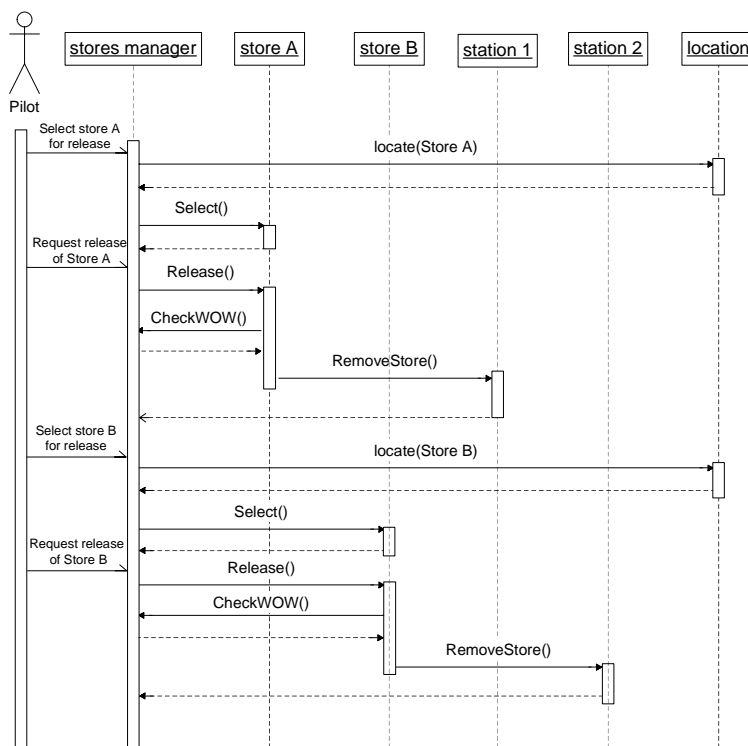 stores manager
store A
store B
station 1
station 2
location
Pilot
Select store A
for release
locate(Store A)
Select()
Request release
of Store A
Release()
CheckWOW()
RemoveStore()
Select store B
for release
locate(Store B)
Select()
Request release
of Store B
Release()
CheckWOW()
RemoveStore()